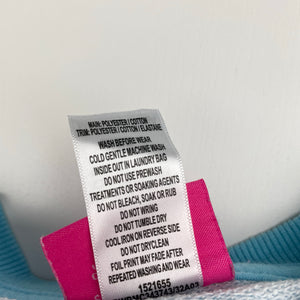 MAIN: POLYESTER / COTTON
TRIM: POLYESTER / COTTON / ELASTANE
WASH BEFORE WEAR
COLD GENTLE MACHINE WASH
INSIDE OUT IN LAUNDRY BAG
DO NOT USE PREWASH
TREATMENTS OR SOAKING AGENTS
DO NOT BLEACH, SOAK OR RUB
DO NOT WRING
DO NOT TUMBLE DRY
COOL IRON ON REVERSE SIDE
DO NOT DRYCLEAN
FOIL PRINT MAY FADE AFTER
REPEATED WASHING AND WEAR
1521655